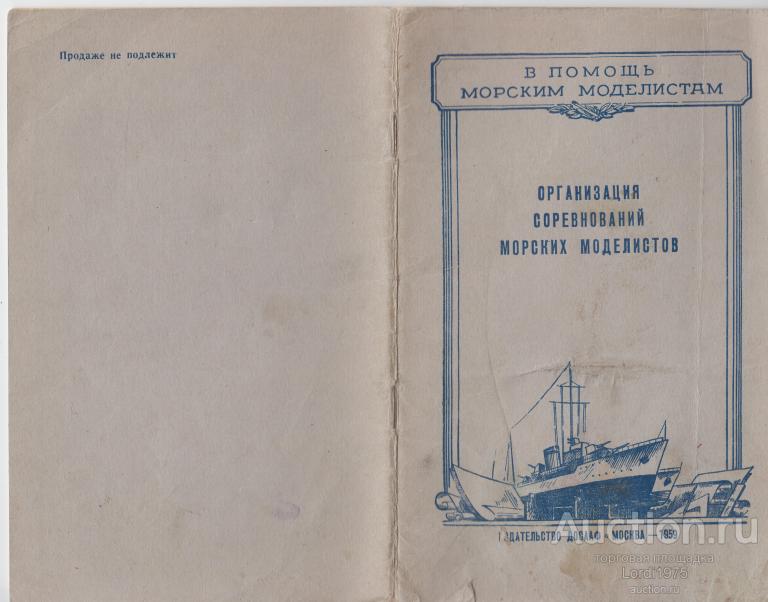 Продаже не подлежит
В ПОМОЩЬ
МОРСКИМ МОДЕЛИСТАМ
ОРГАНИЗАЦИЯ
СОРЕВНОВАНИЙ
МОРСКИХ МОДЕЛИСТОВ
ИЗДАТЕЛЬСТВО ДОСААФ · МОСКВА · 1959
Auction.ru
торговая площадка
Lordi1975
auction.ru